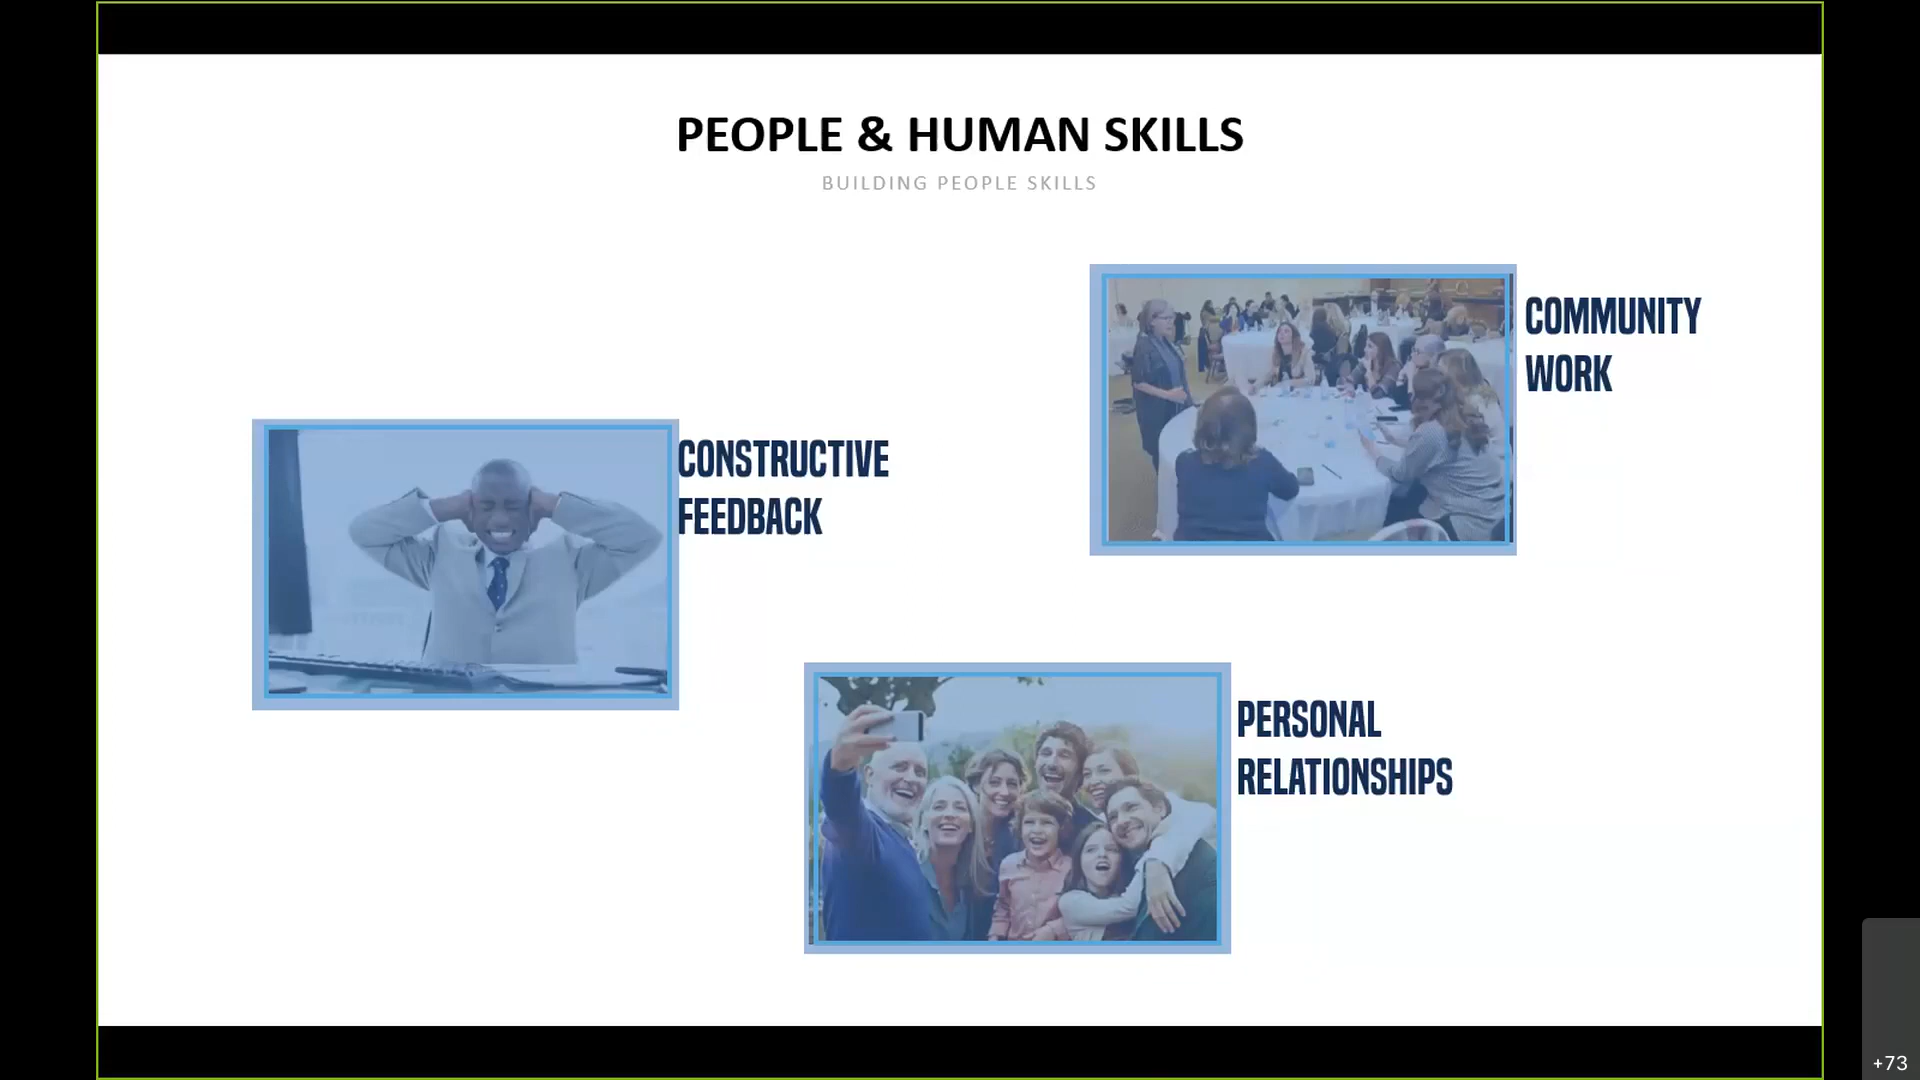 PEOPLE & HUMAN SKILLS
BUILDING PEOPLE SKILLS
COMMUNITY
WORK
CONSTRUCTIVE
FEEDBACK
PERSONAL
RELATIONSHIPS
+73